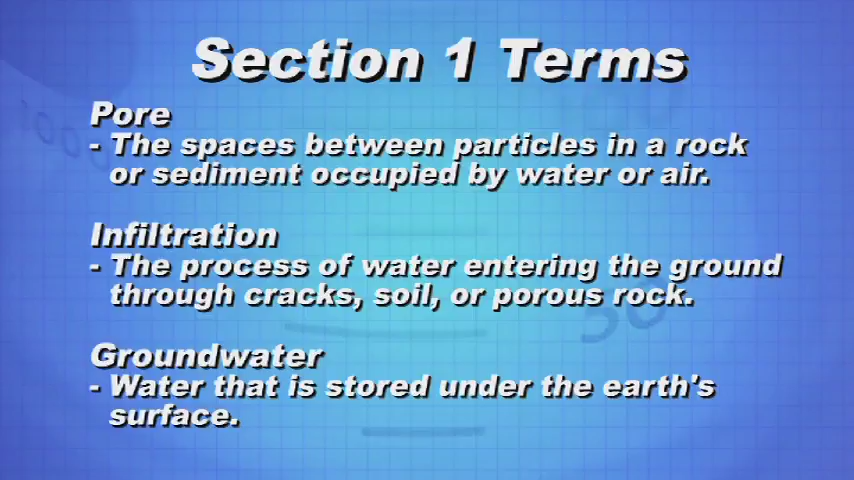 Section 1 Terms
Pore
- The spaces between particles in a rock
or sediment occupied by water or air.
Infiltration
- The process of water entering the ground
through cracks, soil, or porous rock.
Groundwater
- Water that is stored under the earth's
surface.
1000
50